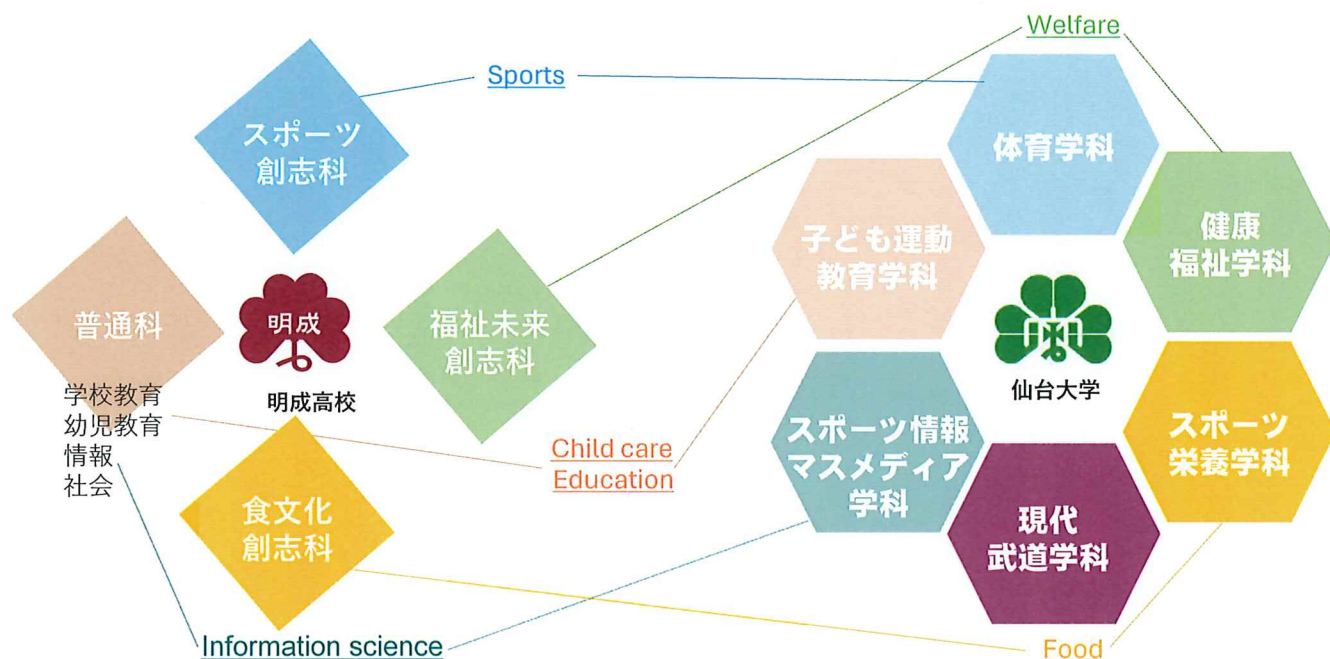 Welfare
Sports
スポーツ
創志科
体育学科
子ども運動
教育学科
健康
福祉学科
普通科
明成
福祉未来
創志科
学校教育
幼児教育
情報
社会
明成高校
仙台大学
Child care
Education
スポーツ情報
マスメディア
学科
スポーツ
栄養学科
食文化
創志科
現代
武道学科
Information science
Food